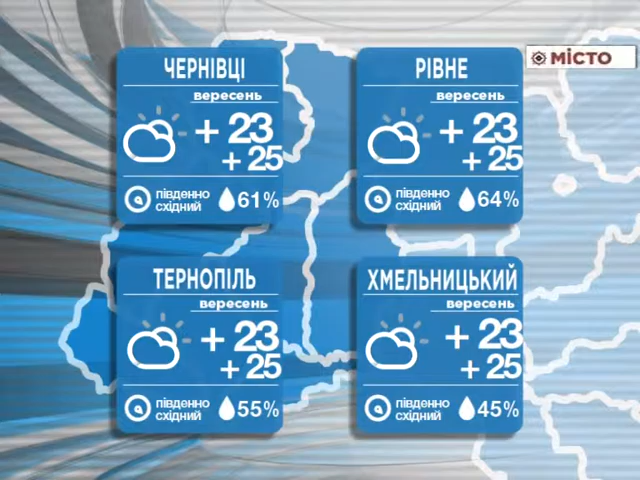 ЧЕРНІВЦІ
вересень
+ 23
+ 25
південно
східний
61%
РІВНЕ
вересень
+ 23
+ 25
південно
східний
64%
МІСТО
ТЕРНОПІЛЬ
вересень
+ 23
+ 25
південно
східний
55%
ХМЕЛЬНИЦЬКИЙ
вересень
+ 23
+ 25
південно
східний
45%